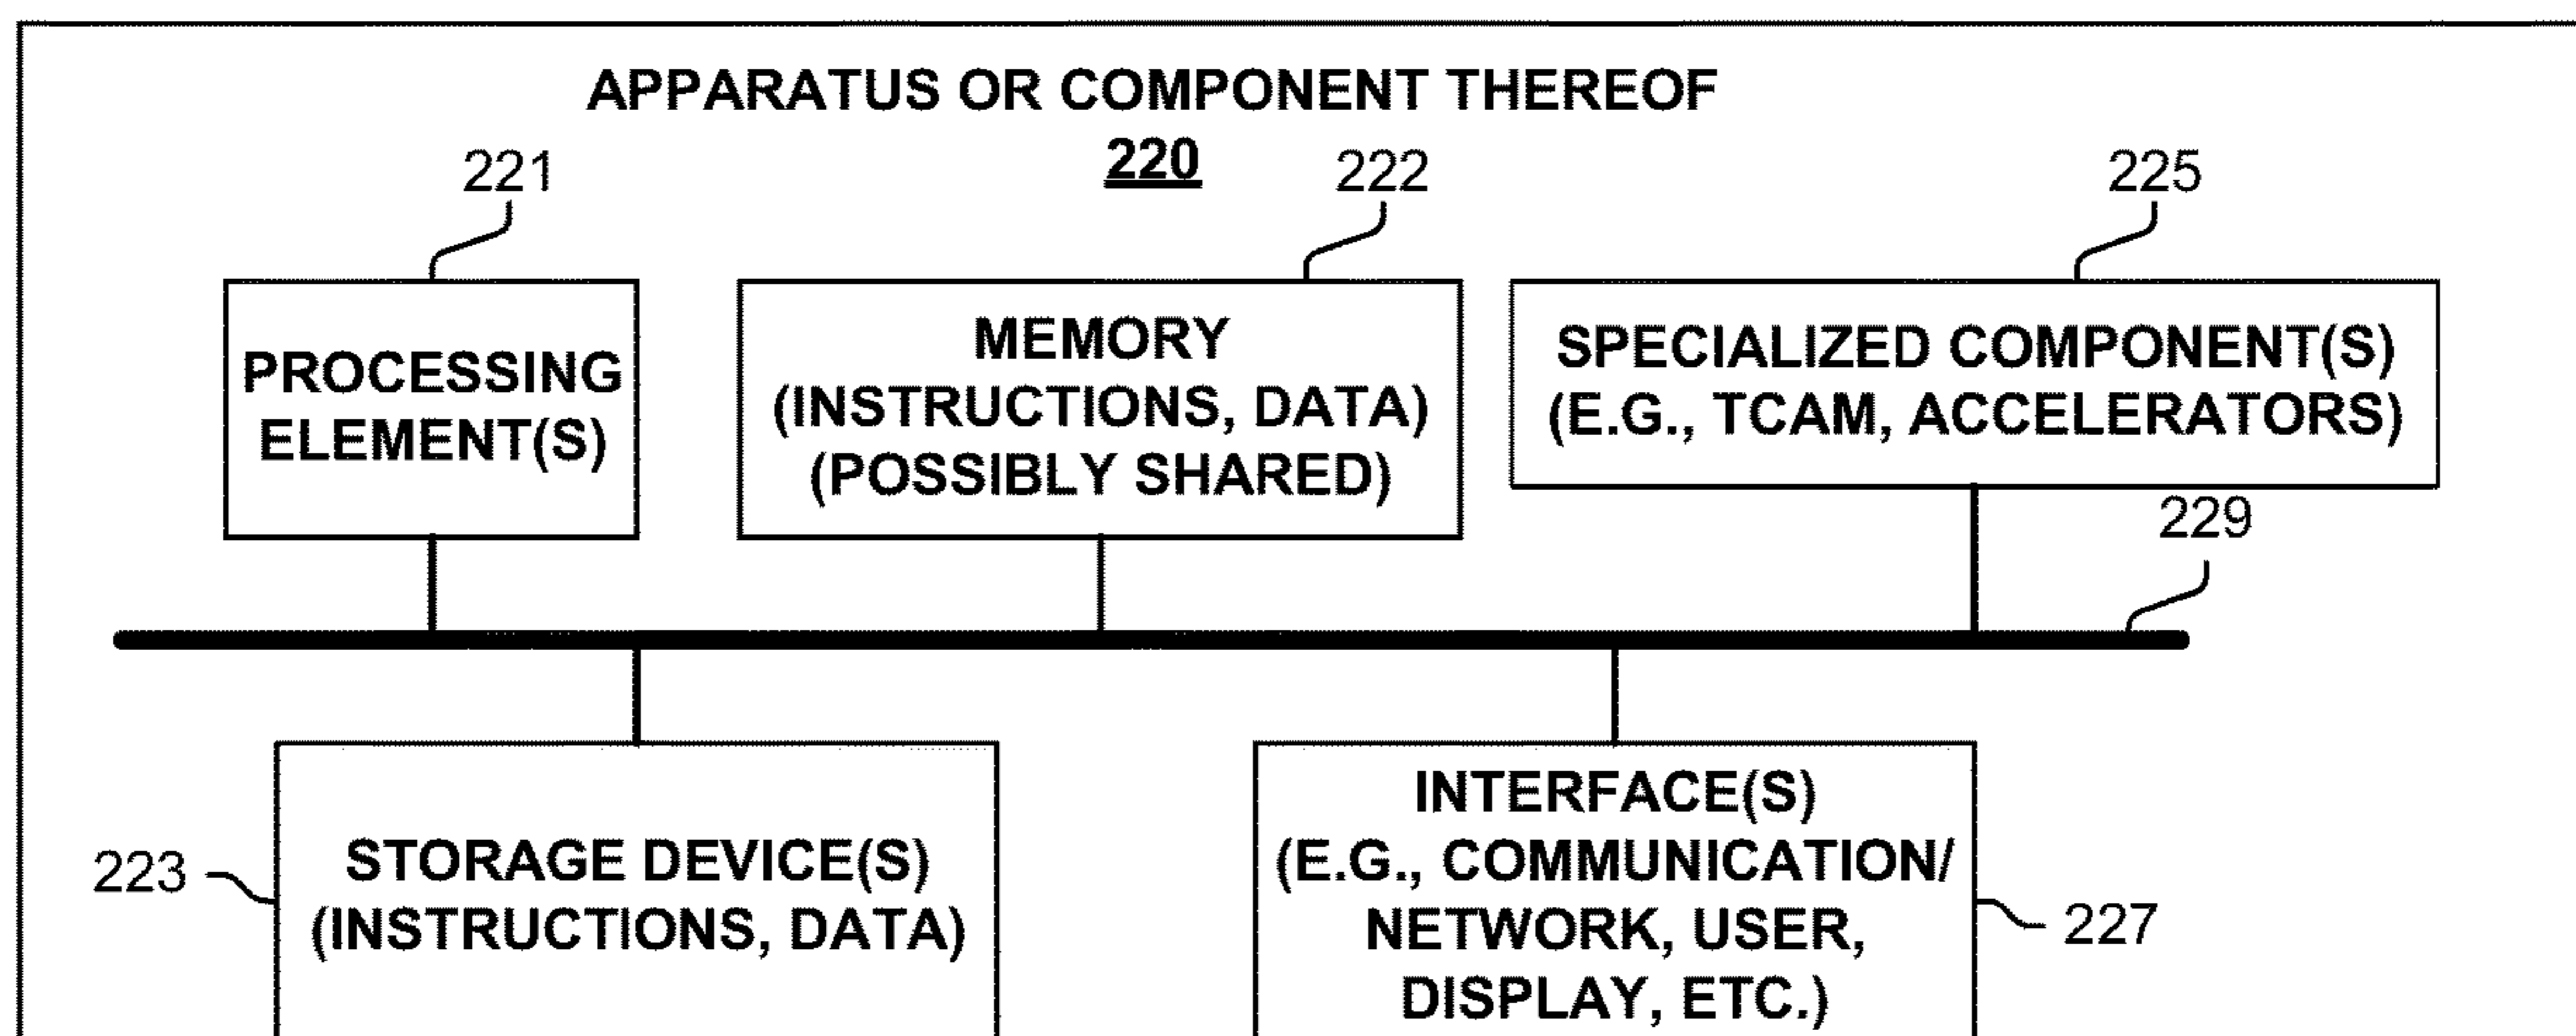 APPARATUS OR COMPONENT THEREOF
220
221
222
225
PROCESSING
ELEMENT(S)
MEMORY
(INSTRUCTIONS, DATA)
(POSSIBLY SHARED)
SPECIALIZED COMPONENT(S)
(E.G., TCAM, ACCELERATORS)
229
223
STORAGE DEVICE(S)
(INSTRUCTIONS, DATA)
INTERFACE(S)
(E.G., COMMUNICATION/
NETWORK, USER,
DISPLAY, ETC.)
227